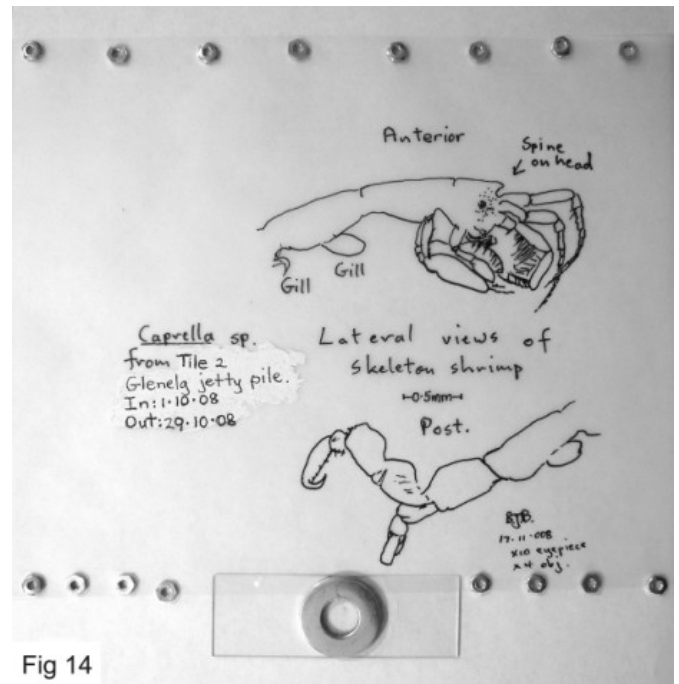 Anterior
Spine
on head
Gill
Gill
Caprella sp.
from Tile 2
Glenelg jetty pile.
In: 1·10·08
Out: 29·10·08
Lateral views of
skeleton shrimp
0·5mm
Post.
BJB.
17·11·008
x10 eyepiece
x4 obj.
Fig 14